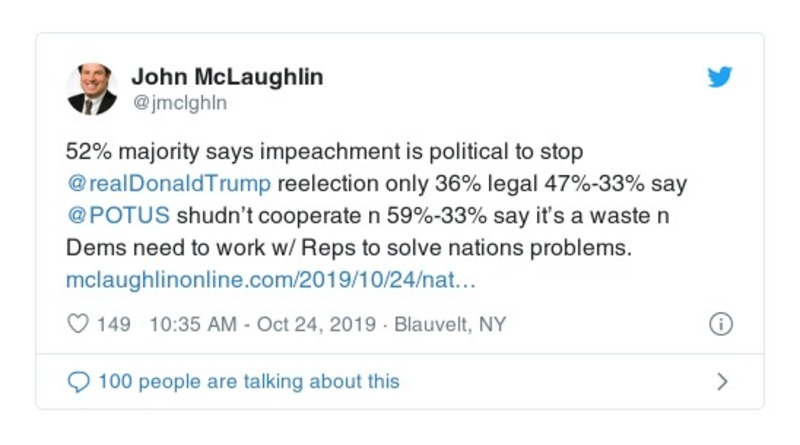 John McLaughlin
@jmclghln
52% majority says impeachment is political to stop
@realDonaldTrump reelection only 36% legal 47%-33% say
@POTUS shudn’t cooperate n 59%-33% say it’s a waste n
Dems need to work w/ Reps to solve nations problems.
mclaughlinonline.com/2019/10/24/nat…
149 10:35 AM - Oct 24, 2019 · Blauvelt, NY
100 people are talking about this